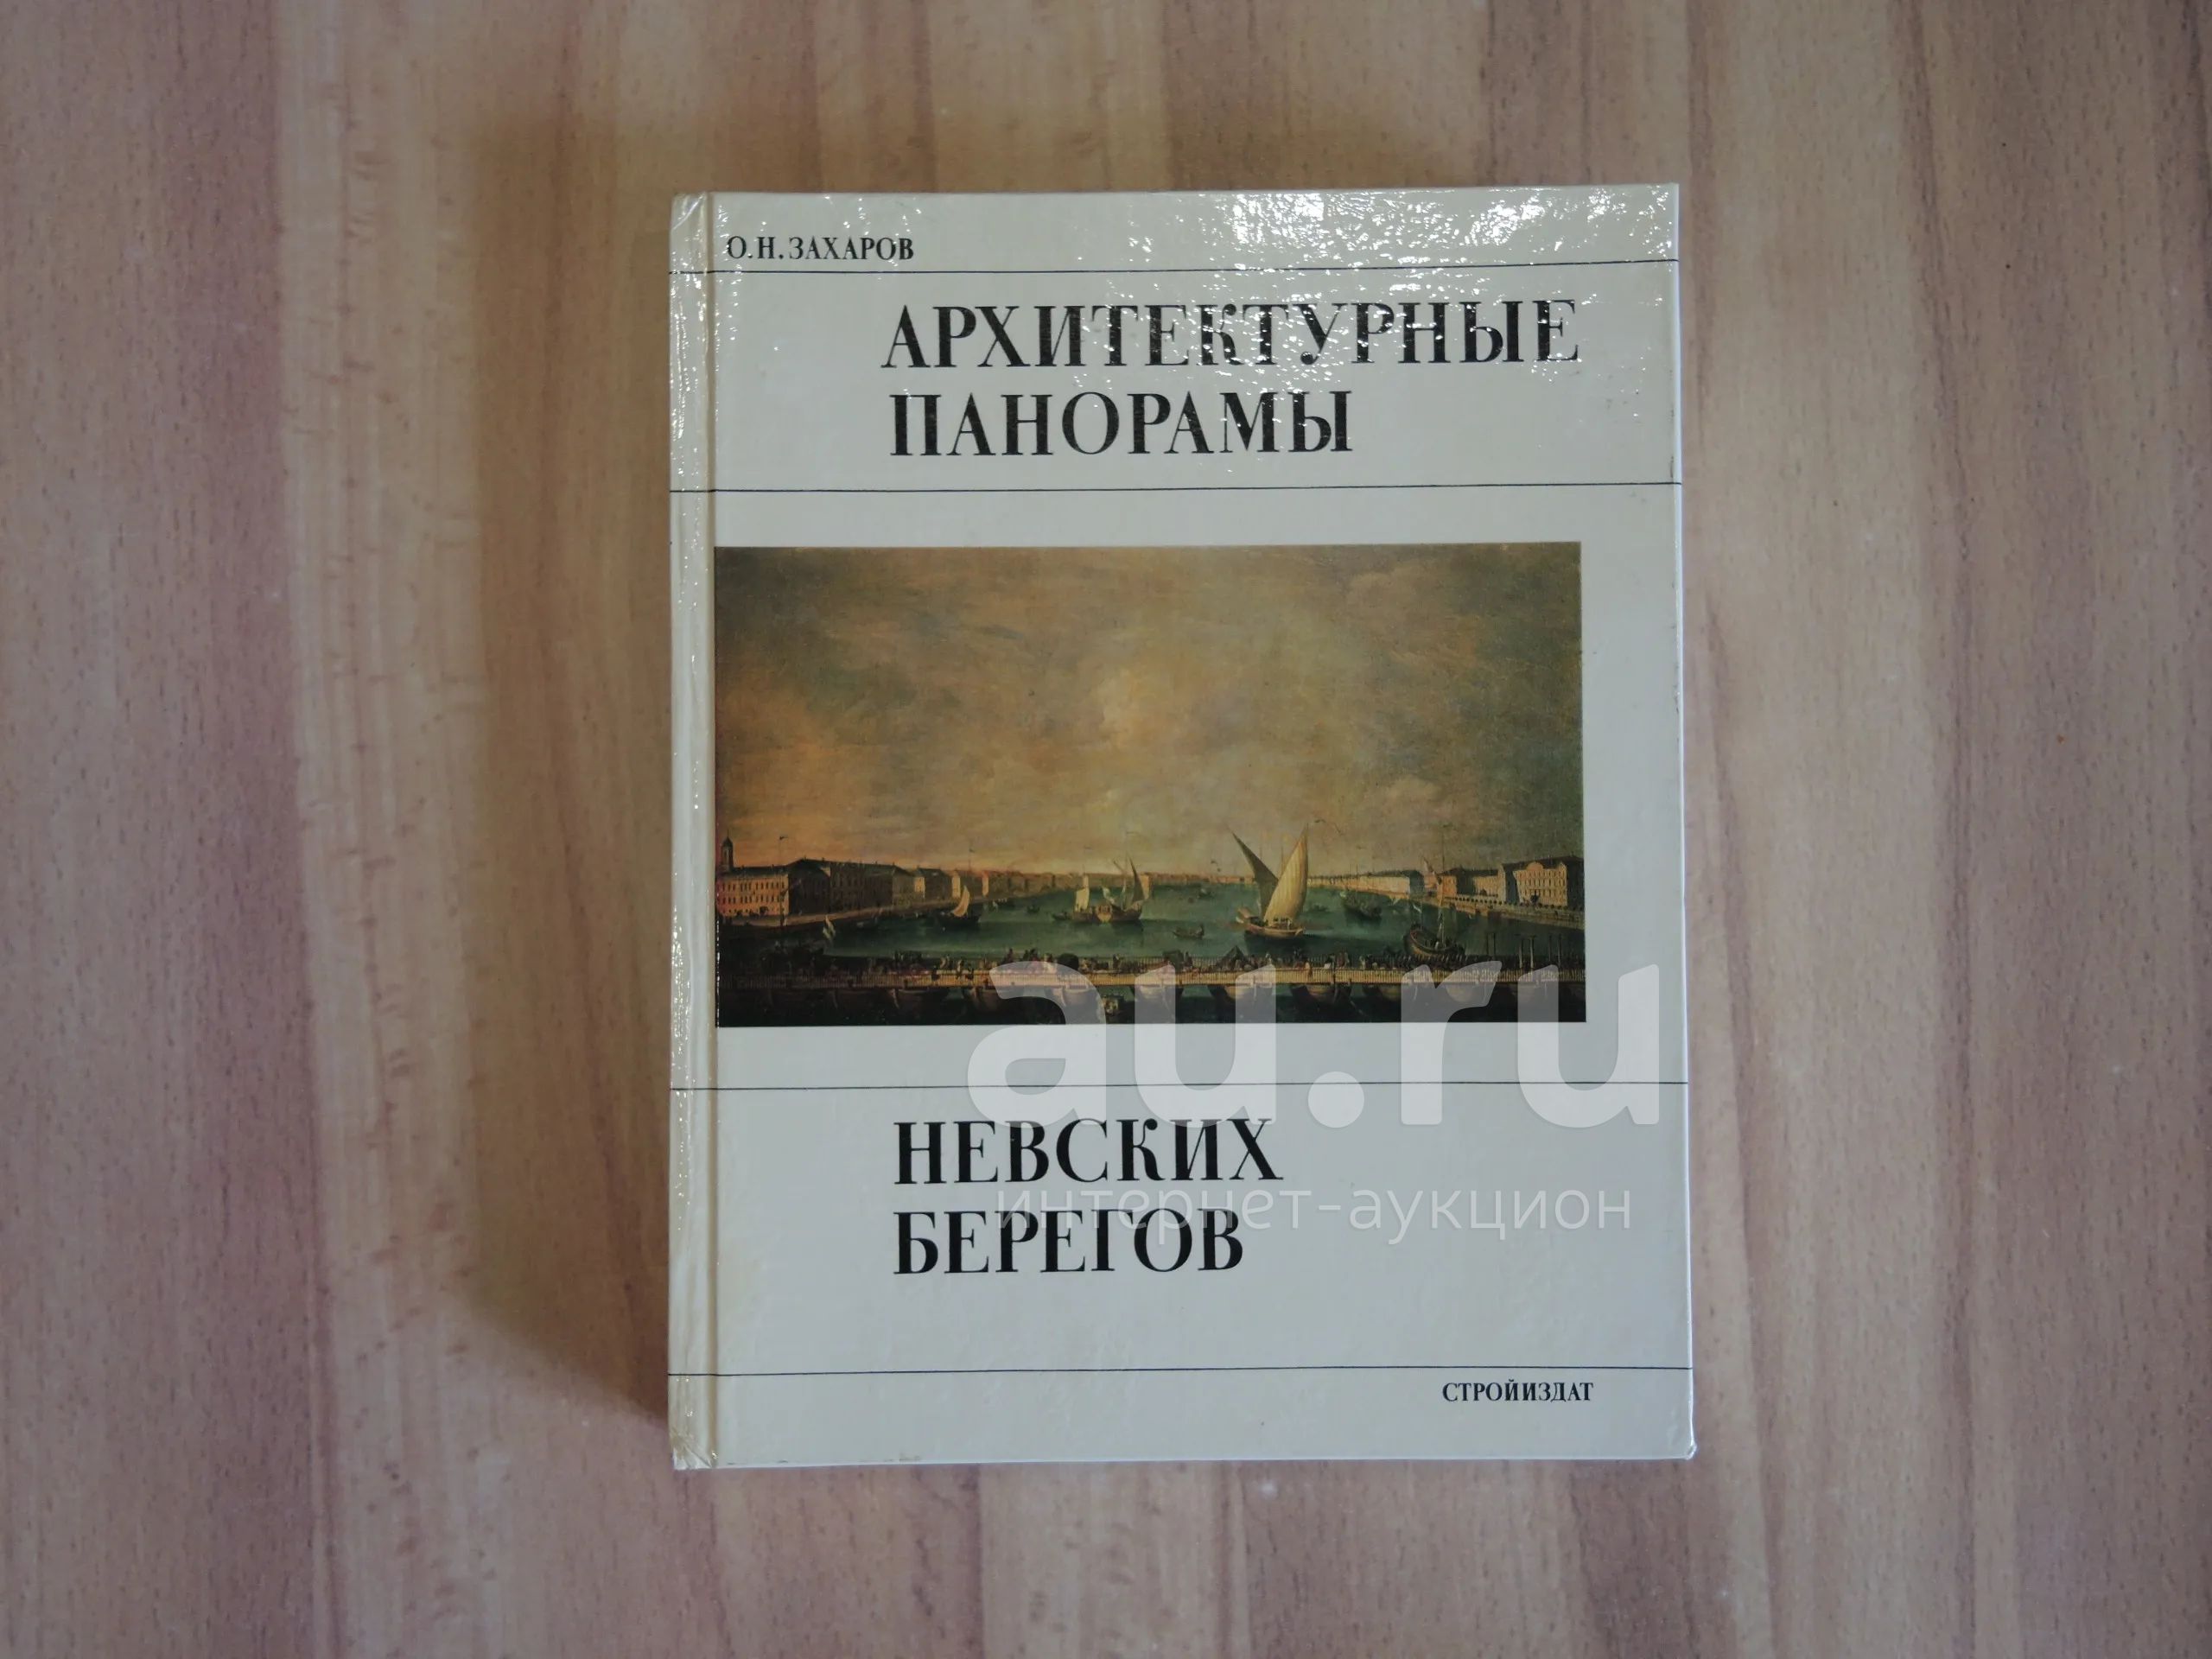 О. Н. ЗАХАРОВ
АРХИТЕКТУРНЫЕ
ПАНОРАМЫ
au.ru
НЕВСКИХ
интернет-аукцион
БЕРЕГОВ
СТРОЙИЗДАТ